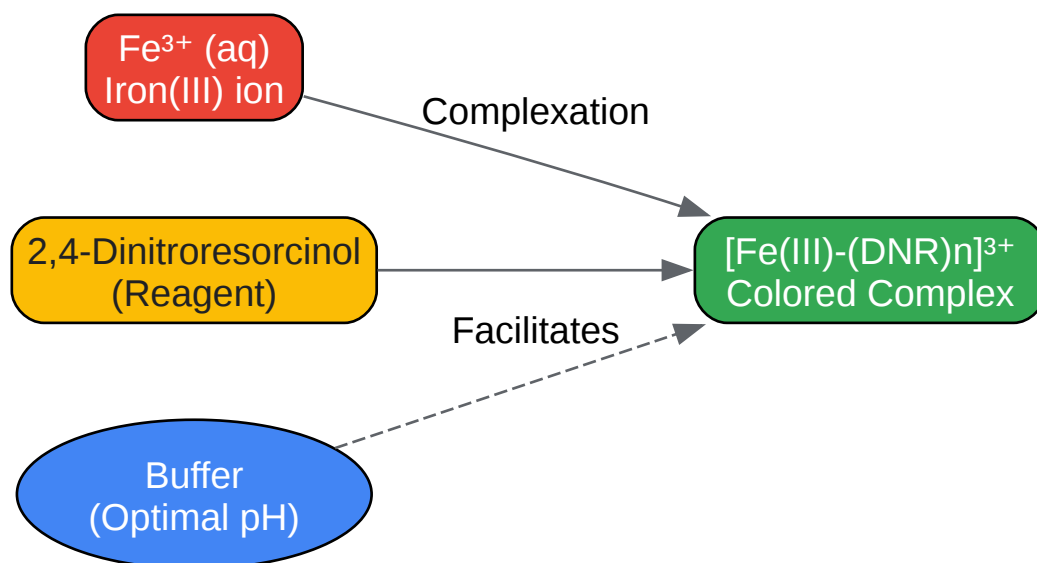 Fe³⁺ (aq)
Iron(III) ion
Complexation
2,4-Dinitroresorcinol
(Reagent)
[Fe(III)-(DNR)n]³⁺
Colored Complex
Facilitates
Buffer
(Optimal pH)